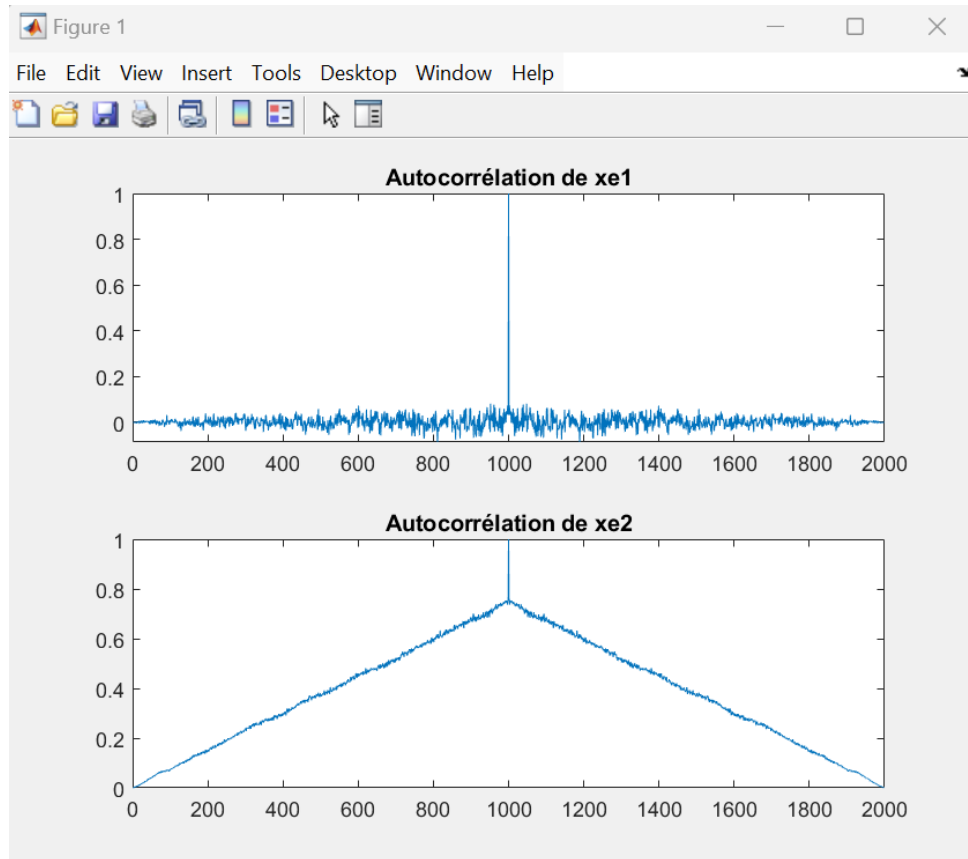 Figure 1
File Edit View Insert Tools Desktop Window Help
Autocorrélation de xe1
1
0.8
0.6
0.4
0.2
0
0 200 400 600 800 1000 1200 1400 1600 1800 2000
Autocorrélation de xe2
1
0.8
0.6
0.4
0.2
0
0 200 400 600 800 1000 1200 1400 1600 1800 2000